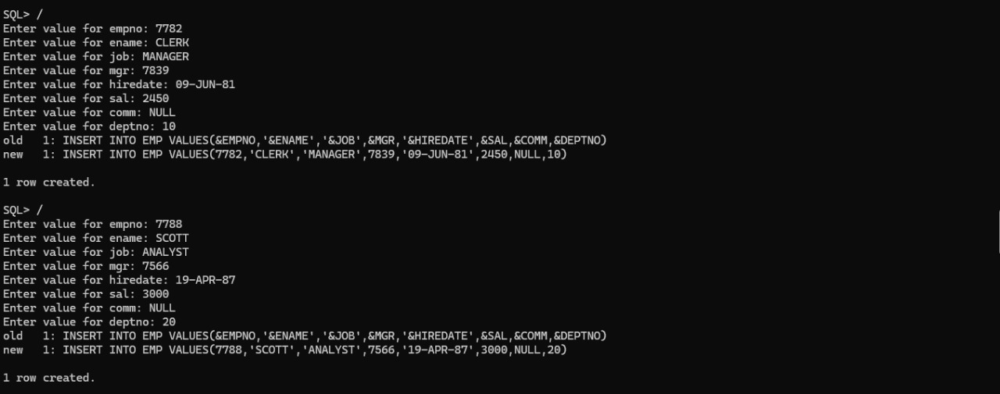 SQL> /
Enter value for empno: 7782
Enter value for ename: CLERK
Enter value for job: MANAGER
Enter value for mgr: 7839
Enter value for hiredate: 09-JUN-81
Enter value for sal: 2450
Enter value for comm: NULL
Enter value for deptno: 10
old   1: INSERT INTO EMP VALUES(&EMPNO,'&ENAME','&JOB',&MGR,'&HIREDATE',&SAL,&COMM,&DEPTNO)
new   1: INSERT INTO EMP VALUES(7782,'CLERK','MANAGER',7839,'09-JUN-81',2450,NULL,10)
1 row created.
SQL> /
Enter value for empno: 7788
Enter value for ename: SCOTT
Enter value for job: ANALYST
Enter value for mgr: 7566
Enter value for hiredate: 19-APR-87
Enter value for sal: 3000
Enter value for comm: NULL
Enter value for deptno: 20
old   1: INSERT INTO EMP VALUES(&EMPNO,'&ENAME','&JOB',&MGR,'&HIREDATE',&SAL,&COMM,&DEPTNO)
new   1: INSERT INTO EMP VALUES(7788,'SCOTT','ANALYST',7566,'19-APR-87',3000,NULL,20)
1 row created.